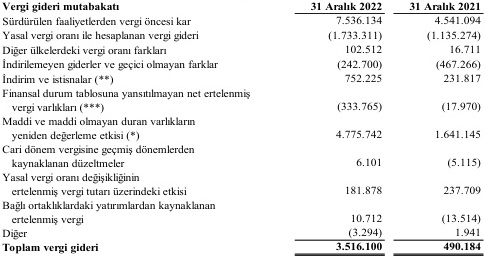 Vergi gideri mutabakatı 31 Aralık 2022 31 Aralık 2021
Sürdürülen faaliyetlerden vergi öncesi kar 7.536.134 4.541.094
Yasal vergi oranı ile hesaplanan vergi gideri (1.733.311) (1.135.274)
Diğer ülkelerdeki vergi oranı farkları 102.512 16.711
İndirilemeyen giderler ve geçici olmayan farklar (242.700) (467.266)
İndirim ve istisnalar (**) 752.225 231.817
Finansal durum tablosuna yansıtılmayan net ertelenmiş
vergi varlıkları (***) (333.765) (17.970)
Maddi ve maddi olmayan duran varlıkların
yeniden değerleme etkisi (*) 4.775.742 1.641.145
Cari dönem vergisine geçmiş dönemlerden
kaynaklanan düzeltmeler 6.101 (5.115)
Yasal vergi oranı değişikliğinin
ertelenmiş vergi tutarı üzerindeki etkisi 181.878 237.709
Bağlı ortaklıklardaki yatırımlardan kaynaklanan
ertelenmiş vergi 10.712 (13.514)
Diğer (3.294) 1.941
Toplam vergi gideri 3.516.100 490.184